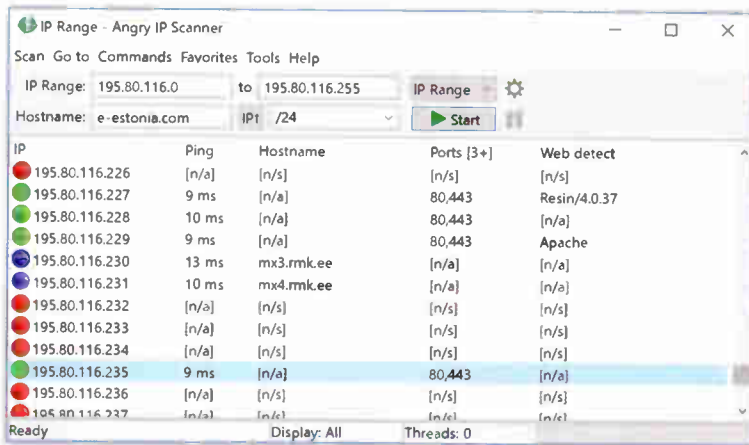 IP Range - Angry IP Scanner
Scan Go to Commands Favorites Tools Help
IP Range: 195.80.116.0 to 195.80.116.255 IP Range
Hostname: e-estonia.com IP↑ /24 Start
IP Ping Hostname Ports [3+] Web detect
195.80.116.226 [n/a] [n/s] [n/s] [n/s]
195.80.116.227 9 ms [n/a] 80,443 Resin/4.0.37
195.80.116.228 10 ms [n/a] 80,443 [n/a]
195.80.116.229 9 ms [n/a] 80,443 Apache
195.80.116.230 13 ms mx3.rmk.ee [n/a] [n/a]
195.80.116.231 10 ms mx4.rmk.ee [n/a] [n/a]
195.80.116.232 [n/a] [n/s] [n/s] [n/s]
195.80.116.233 [n/a] [n/s] [n/s] [n/s]
195.80.116.234 [n/a] [n/s] [n/s] [n/s]
195.80.116.235 9 ms [n/a] 80,443 [n/a]
195.80.116.236 [n/a] [n/s] [n/s] [n/s]
195.80.116.237 [n/a] [n/s] [n/s] [n/s]
Ready Display: All Threads: 0